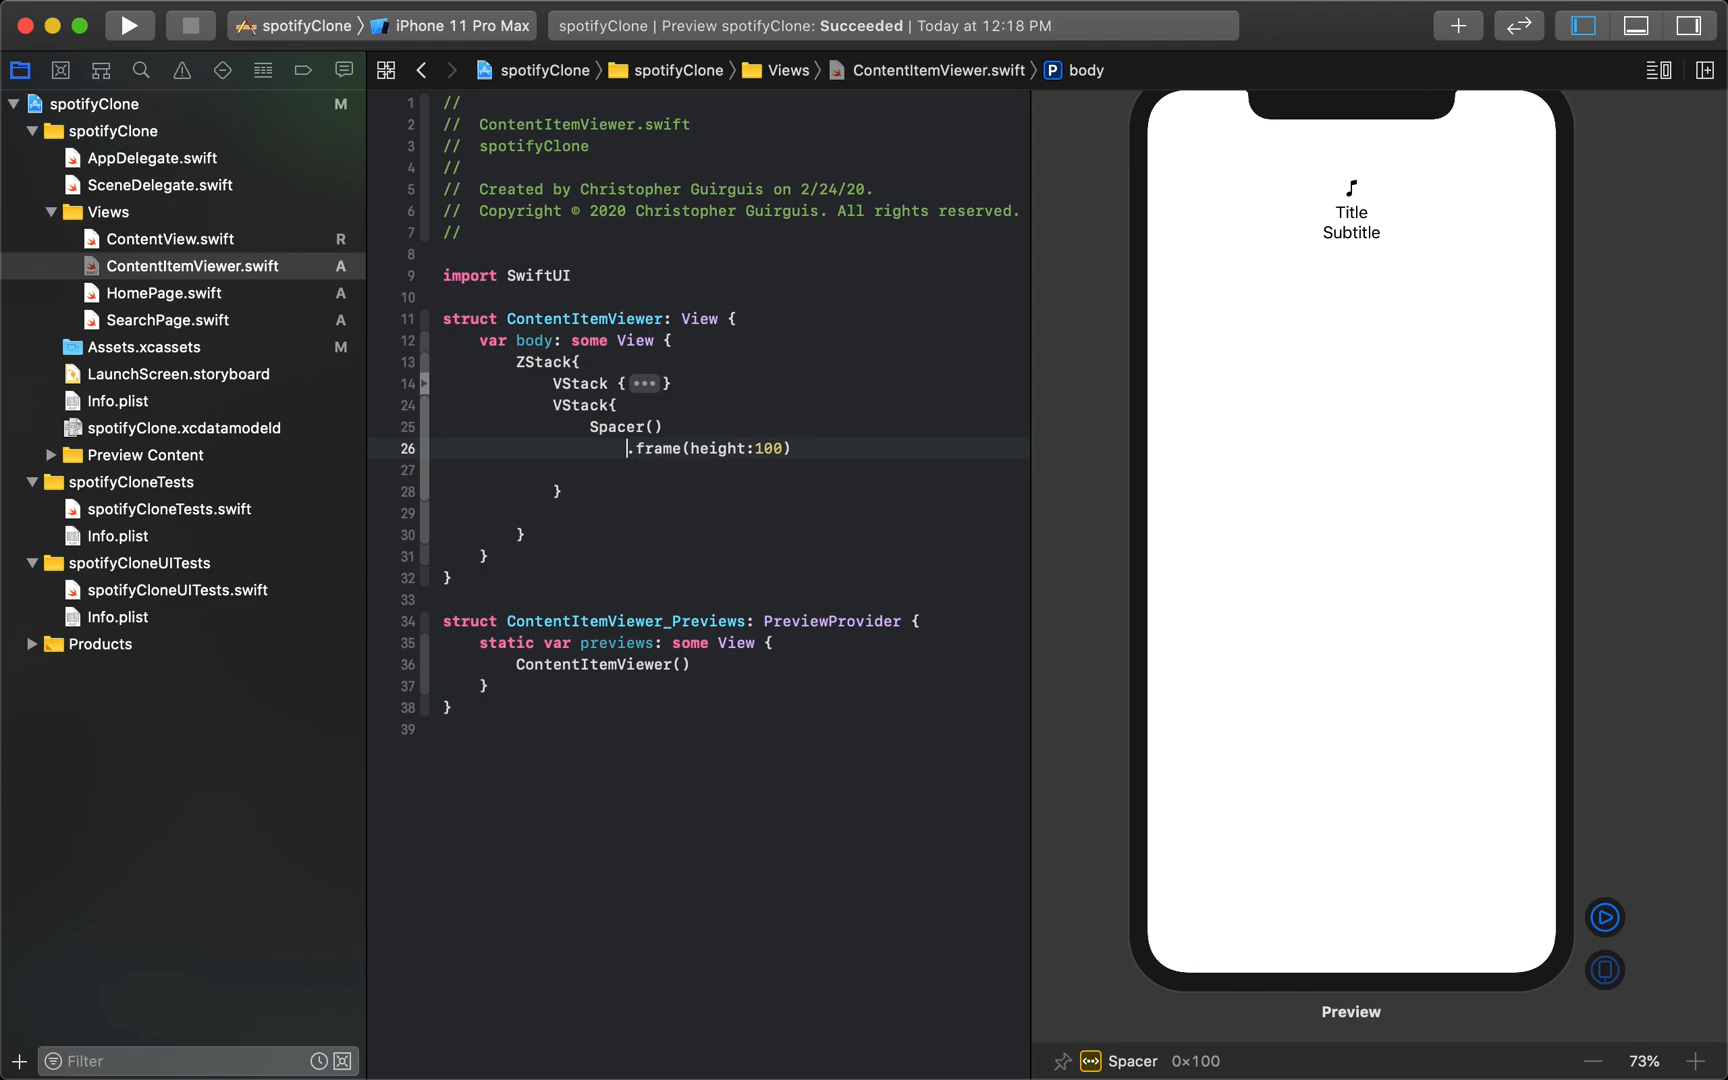 spotifyClone 〉 iPhone 11 Pro Max
spotifyClone | Preview spotifyClone: Succeeded | Today at 12:18 PM
spotifyClone 〉 spotifyClone 〉 Views 〉 ContentItemViewer.swift 〉 P body
spotifyClone M
spotifyClone
AppDelegate.swift
SceneDelegate.swift
Views
ContentView.swift R
ContentItemViewer.swift A
HomePage.swift A
SearchPage.swift A
Assets.xcassets M
LaunchScreen.storyboard
Info.plist
spotifyClone.xcdatamodeld
Preview Content
spotifyCloneTests
spotifyCloneTests.swift
Info.plist
spotifyCloneUITests
spotifyCloneUITests.swift
Info.plist
Products
Filter
1 //
2 //  ContentItemViewer.swift
3 //  spotifyClone
4 //
5 //  Created by Christopher Guirguis on 2/24/20.
6 //  Copyright © 2020 Christopher Guirguis. All rights reserved.
7 //
8
9 import SwiftUI
10
11 struct ContentItemViewer: View {
12 var body: some View {
13 ZStack{
14 VStack {•••}
24 VStack{
25 Spacer()
26 .frame(height:100)
27
28 }
29
30 }
31 }
32 }
33
34 struct ContentItemViewer_Previews: PreviewProvider {
35 static var previews: some View {
36 ContentItemViewer()
37 }
38 }
39
Title
Subtitle
Preview
Spacer 0×100
73%